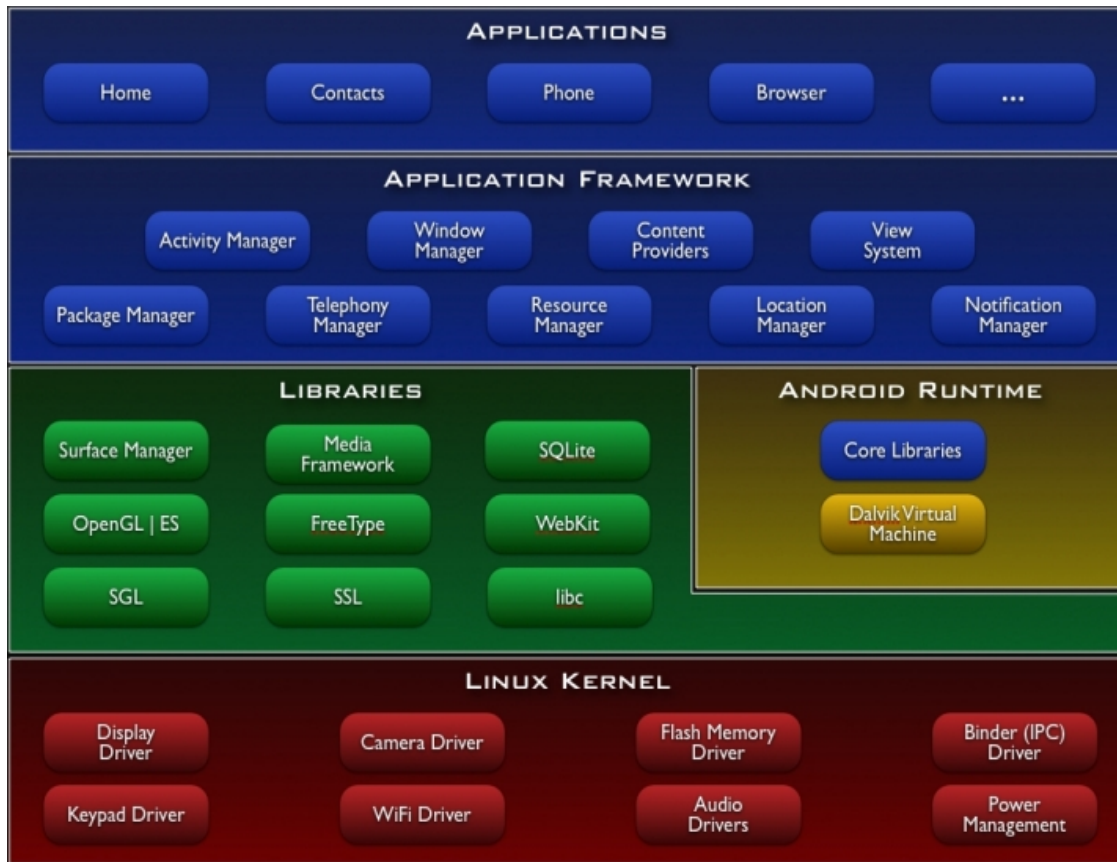 APPLICATIONS
Home
Contacts
Phone
Browser
...
APPLICATION FRAMEWORK
Activity Manager
Window
Manager
Content
Providers
View
System
Package Manager
Telephony
Manager
Resource
Manager
Location
Manager
Notification
Manager
LIBRARIES
Surface Manager
Media
Framework
SQLite
OpenGL | ES
FreeType
WebKit
SGL
SSL
libc
ANDROID RUNTIME
Core Libraries
Dalvik Virtual
Machine
LINUX KERNEL
Display
Driver
Camera Driver
Flash Memory
Driver
Binder (IPC)
Driver
Keypad Driver
WiFi Driver
Audio
Drivers
Power
Management